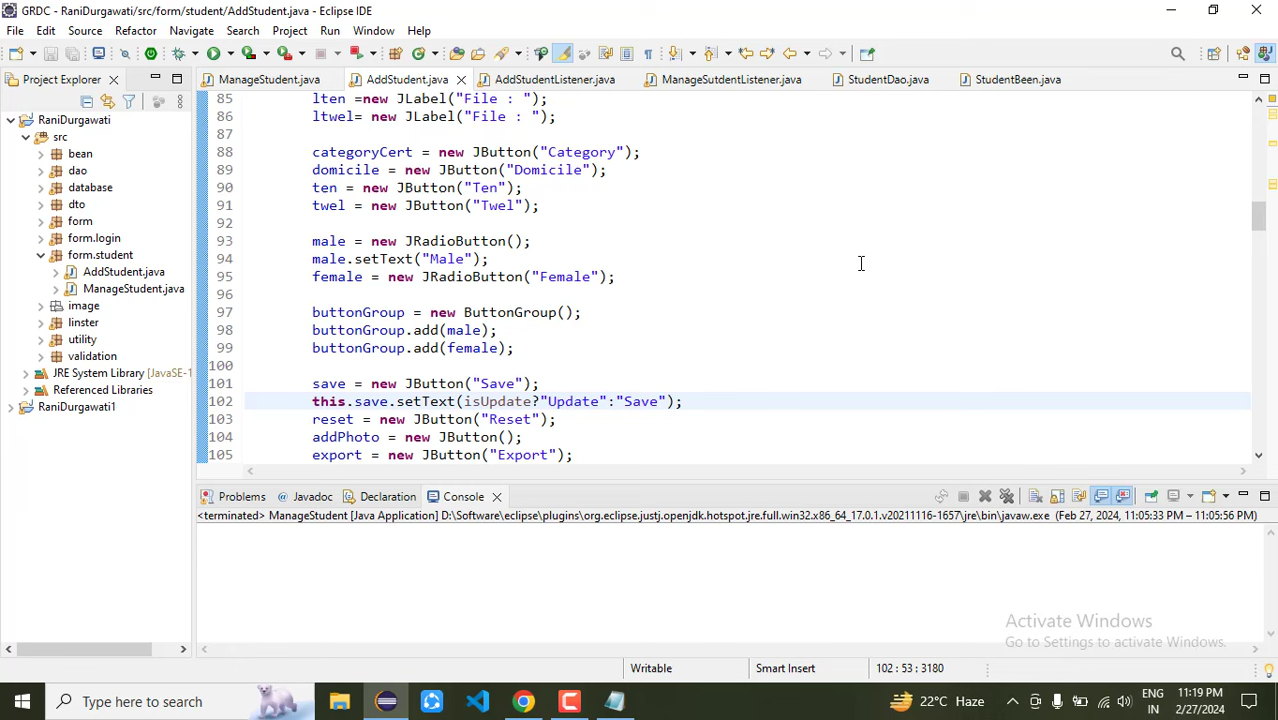 GRDC - RaniDurgawati/src/form/student/AddStudent.java - Eclipse IDE
File Edit Source Refactor Navigate Search Project Run Window Help
Project Explorer
ManageStudent.java AddStudent.java AddStudentListener.java ManageSutdentListener.java StudentDao.java StudentBeen.java
RaniDurgawati
src
bean
dao
database
dto
form
form.login
form.student
AddStudent.java
ManageStudent.java
image
linster
utility
validation
JRE System Library [JavaSE-1
Referenced Libraries
RaniDurgawati1
85 lten =new JLabel("File : ");
86 ltwel= new JLabel("File : ");
87
88 categoryCert = new JButton("Category");
89 domicile = new JButton("Domicile");
90 ten = new JButton("Ten");
91 twel = new JButton("Twel");
92
93 male = new JRadioButton();
94 male.setText("Male");
95 female = new JRadioButton("Female");
96
97 buttonGroup = new ButtonGroup();
98 buttonGroup.add(male);
99 buttonGroup.add(female);
100
101 save = new JButton("Save");
102 this.save.setText(isUpdate?"Update":"Save");
103 reset = new JButton("Reset");
104 addPhoto = new JButton();
105 export = new JButton("Export");
Problems Javadoc Declaration Console
<terminated> ManageStudent [Java Application] D:\Software\eclipse\plugins\org.eclipse.justj.openjdk.hotspot.jre.full.win32.x86_64_17.0.1.v20211116-1657\jre\bin\javaw.exe (Feb 27, 2024, 11:05:33 PM – 11:05:56 PM)
Activate Windows
Go to Settings to activate Windows.
Writable Smart Insert 102 : 53 : 3180
Type here to search
22°C Haze
ENG
IN
11:19 PM
2/27/2024